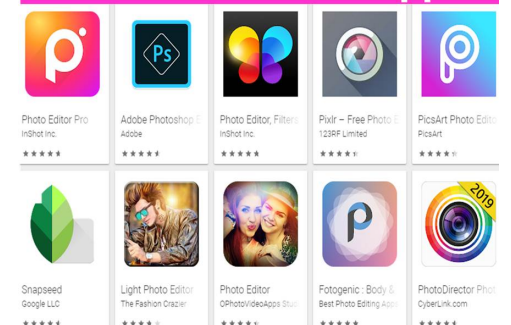 Ps
Photo Editor Pro
InShot Inc.
Adobe Photoshop E
Adobe
Photo Editor, Filters
InShot Inc.
Pixlr – Free Photo E
123RF Limited
PicsArt Photo Edito
PicsArt
2019
Snapseed
Google LLC
Light Photo Editor
The Fashion Crazier
Photo Editor
OPhotoVideoApps Stud
Fotogenic : Body &
Best Photo Editing Apps
PhotoDirector Phot
CyberLink.com